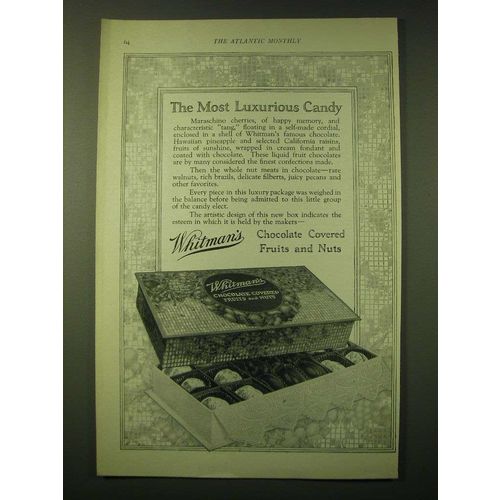 64
THE ATLANTIC MONTHLY
The Most Luxurious Candy
Maraschino cherries, of happy memory, and
characteristic "tang," floating in a self-made cordial,
enclosed in a shell of Whitman's famous chocolate.
Hawaiian pineapple and selected California raisins,
fruits of sunshine, wrapped in cream fondant and
coated with chocolate. These liquid fruit chocolates
are by many considered the finest confections made.
Then the whole nut meats in chocolate—rare
walnuts, rich brazils, delicate filberts, juicy pecans and
other favorites.
Every piece in this luxury package was weighed in
the balance before being admitted to this little group
of the candy elect.
The artistic design of this new box indicates the
esteem in which it is held by the makers—
Whitman's
Chocolate Covered
Fruits and Nuts
Whitman's
CHOCOLATE COVERED
FRUITS and NUTS